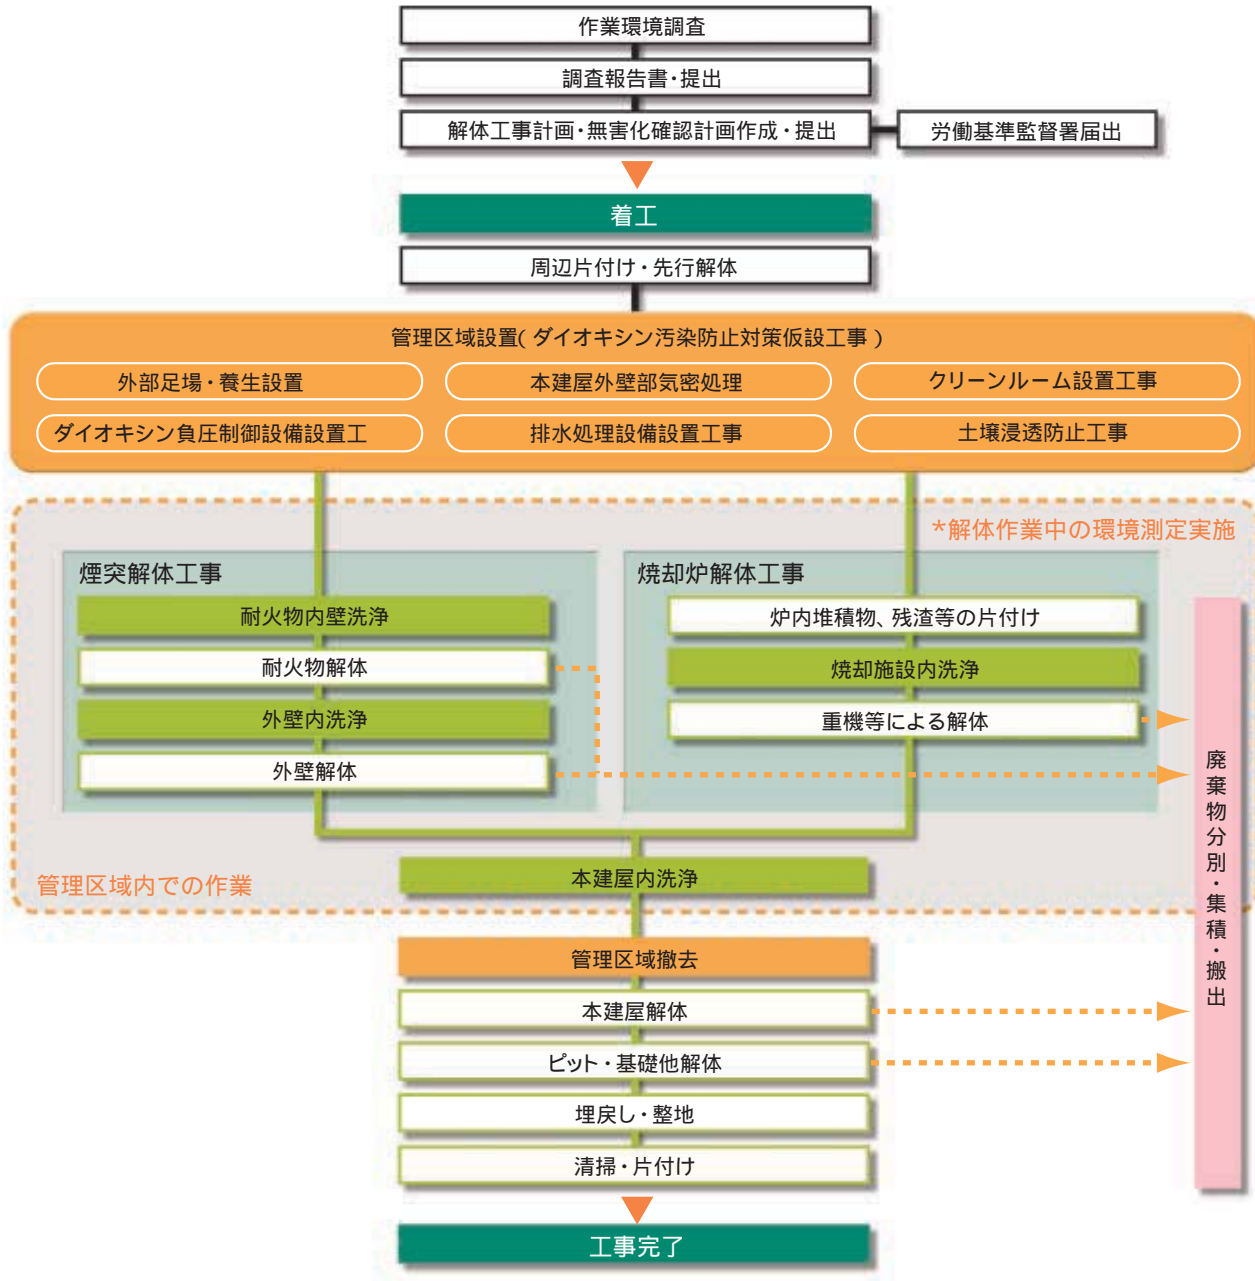 作業環境調査
調査報告書・提出
解体工事計画・無害化確認計画作成・提出
労働基準監督署届出
着工
周辺片付け・先行解体
管理区域設置(ダイオキシン汚染防止対策仮設工事)
外部足場・養生設置
本建屋外壁部気密処理
クリーンルーム設置工事
ダイオキシン負圧制御設備設置工
排水処理設備設置工事
土壌浸透防止工事
*解体作業中の環境測定実施
煙突解体工事
耐火物内壁洗浄
耐火物解体
外壁内洗浄
外壁解体
焼却炉解体工事
炉内堆積物、残渣等の片付け
焼却施設内洗浄
重機等による解体
廃棄物分別・集積・搬出
管理区域内での作業
本建屋内洗浄
管理区域撤去
本建屋解体
ピット・基礎他解体
埋戻し・整地
清掃・片付け
工事完了